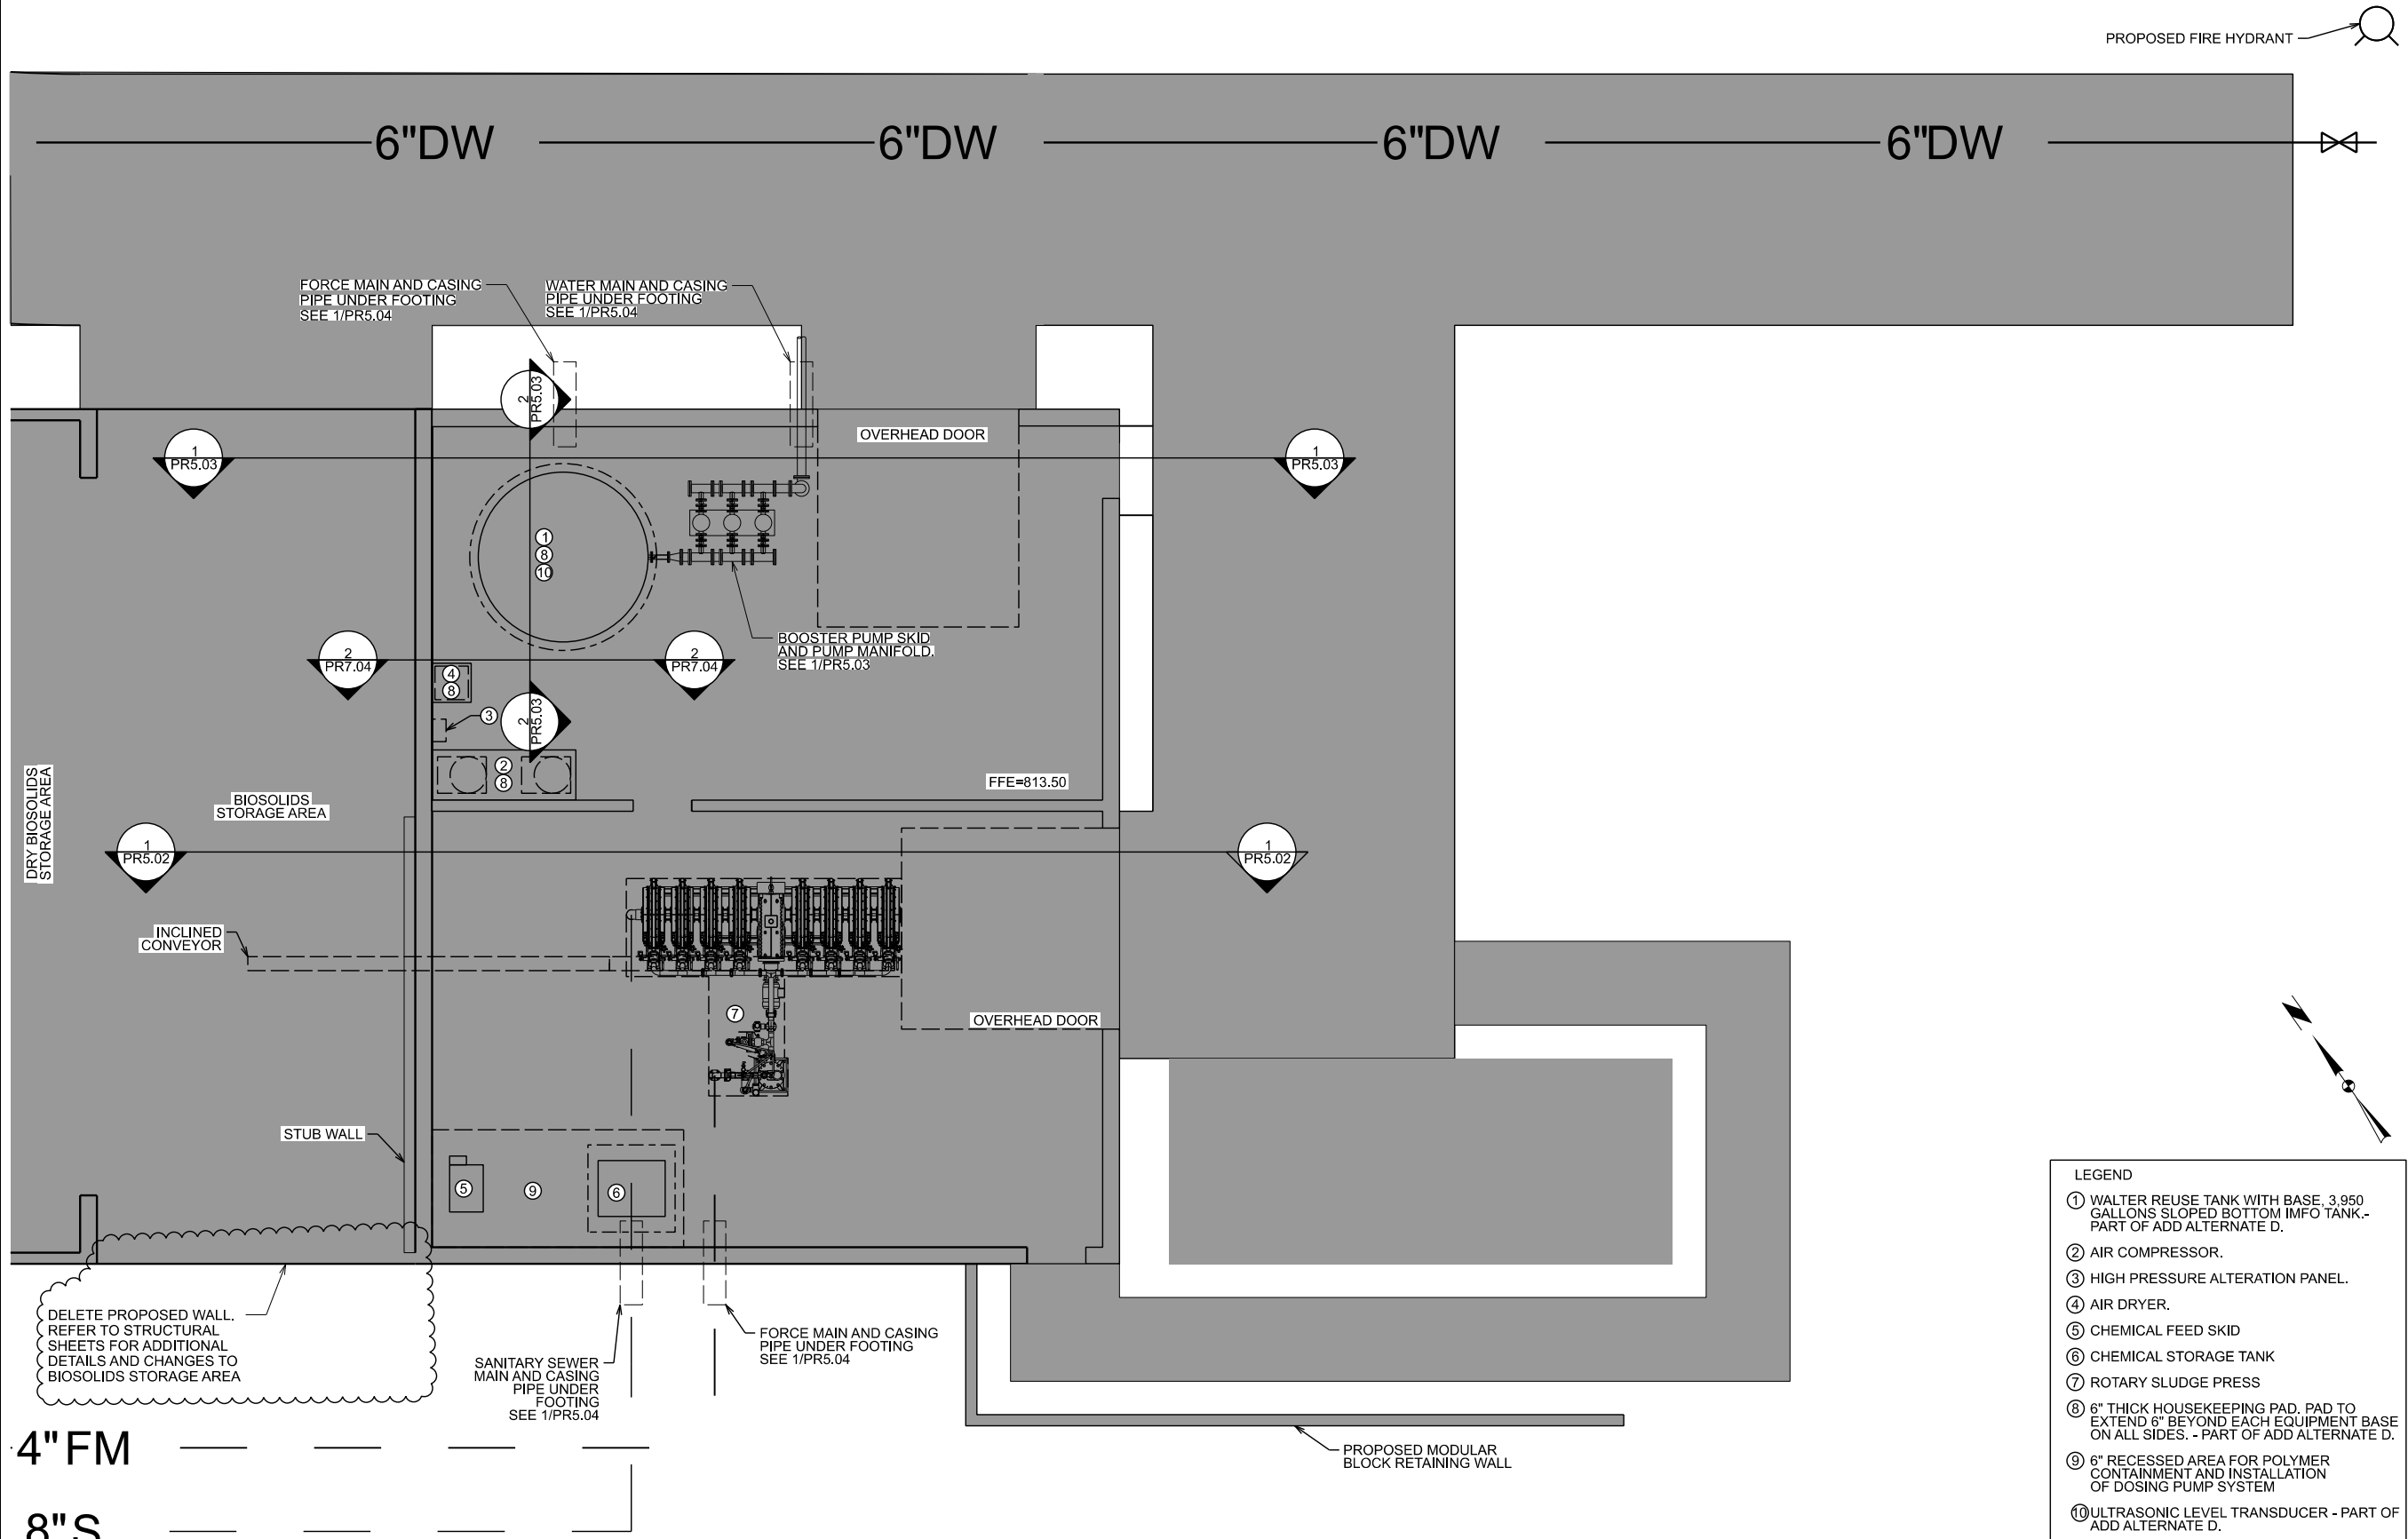 PROPOSED FIRE HYDRANT
6"DW
6"DW
6"DW
6"DW
FORCE MAIN AND CASING
PIPE UNDER FOOTING
SEE 1/PR5.04
WATER MAIN AND CASING
PIPE UNDER FOOTING
SEE 1/PR5.04
2
PR5.03
OVERHEAD DOOR
1
PR5.03
1
PR5.03
1
8
10
BOOSTER PUMP SKID
AND PUMP MANIFOLD.
SEE 1/PR5.03
2
PR7.04
2
PR7.04
4
8
3
2
PR5.03
2
8
FFE=813.50
DRY BIOSOLIDS
STORAGE AREA
BIOSOLIDS
STORAGE AREA
1
PR5.02
1
PR5.02
INCLINED
CONVEYOR
7
OVERHEAD DOOR
STUB WALL
5
9
6
DELETE PROPOSED WALL.
REFER TO STRUCTURAL
SHEETS FOR ADDITIONAL
DETAILS AND CHANGES TO
BIOSOLIDS STORAGE AREA
SANITARY SEWER
MAIN AND CASING
PIPE UNDER
FOOTING
SEE 1/PR5.04
FORCE MAIN AND CASING
PIPE UNDER FOOTING
SEE 1/PR5.04
PROPOSED MODULAR
BLOCK RETAINING WALL
4"FM
8"S
N
LEGEND
1 WALTER REUSE TANK WITH BASE, 3,950
GALLONS SLOPED BOTTOM IMFO TANK.-
PART OF ADD ALTERNATE D.
2 AIR COMPRESSOR.
3 HIGH PRESSURE ALTERATION PANEL.
4 AIR DRYER.
5 CHEMICAL FEED SKID
6 CHEMICAL STORAGE TANK
7 ROTARY SLUDGE PRESS
8 6" THICK HOUSEKEEPING PAD. PAD TO
EXTEND 6" BEYOND EACH EQUIPMENT BASE
ON ALL SIDES. - PART OF ADD ALTERNATE D.
9 6" RECESSED AREA FOR POLYMER
CONTAINMENT AND INSTALLATION
OF DOSING PUMP SYSTEM
10 ULTRASONIC LEVEL TRANSDUCER - PART OF
ADD ALTERNATE D.